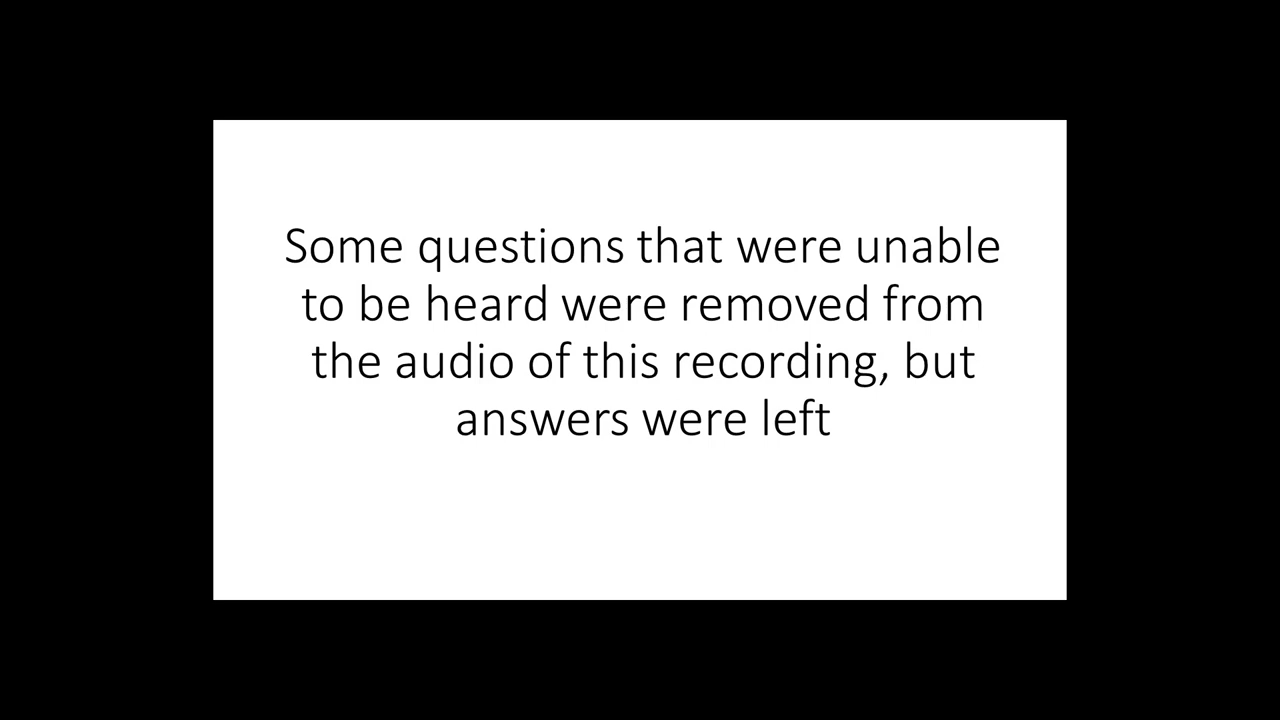 Some questions that were unable
to be heard were removed from
the audio of this recording, but
answers were left